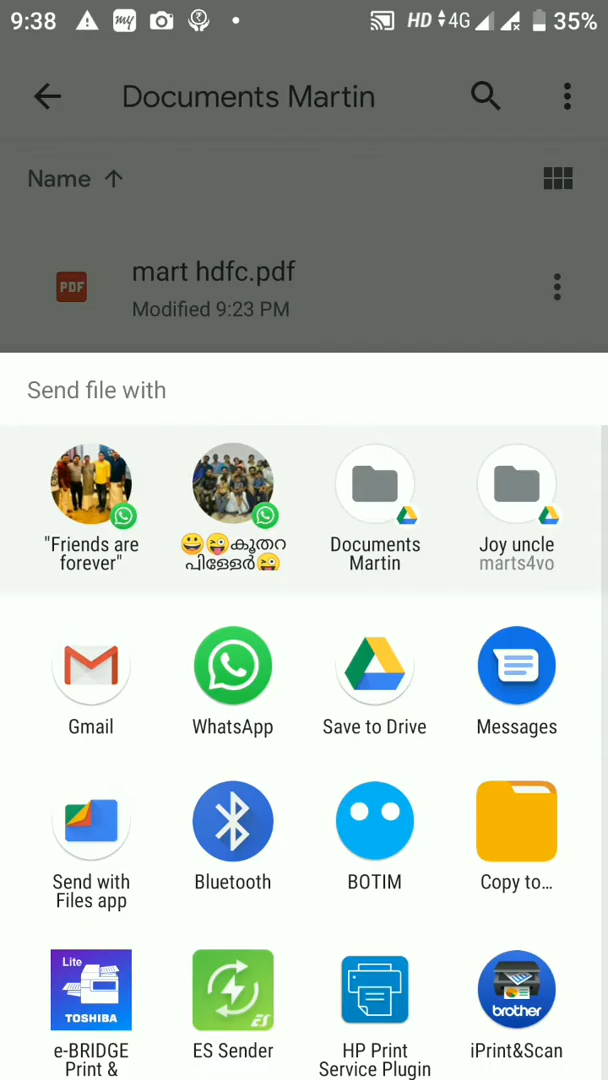 9:38 my HD 4G 35%
Documents Martin
Name
PDF mart hdfc.pdf
Modified 9:23 PM
Send file with
"Friends are forever"
😀😜കൂതറ പിള്ളേർ😜
Documents Martin
Joy uncle
marts4vo
Gmail
WhatsApp
Save to Drive
Messages
Send with Files app
Bluetooth
BOTIM
Copy to...
Lite
TOSHIBA
e-BRIDGE Print &
ES
ES Sender
HP Print Service Plugin
brother
iPrint&Scan